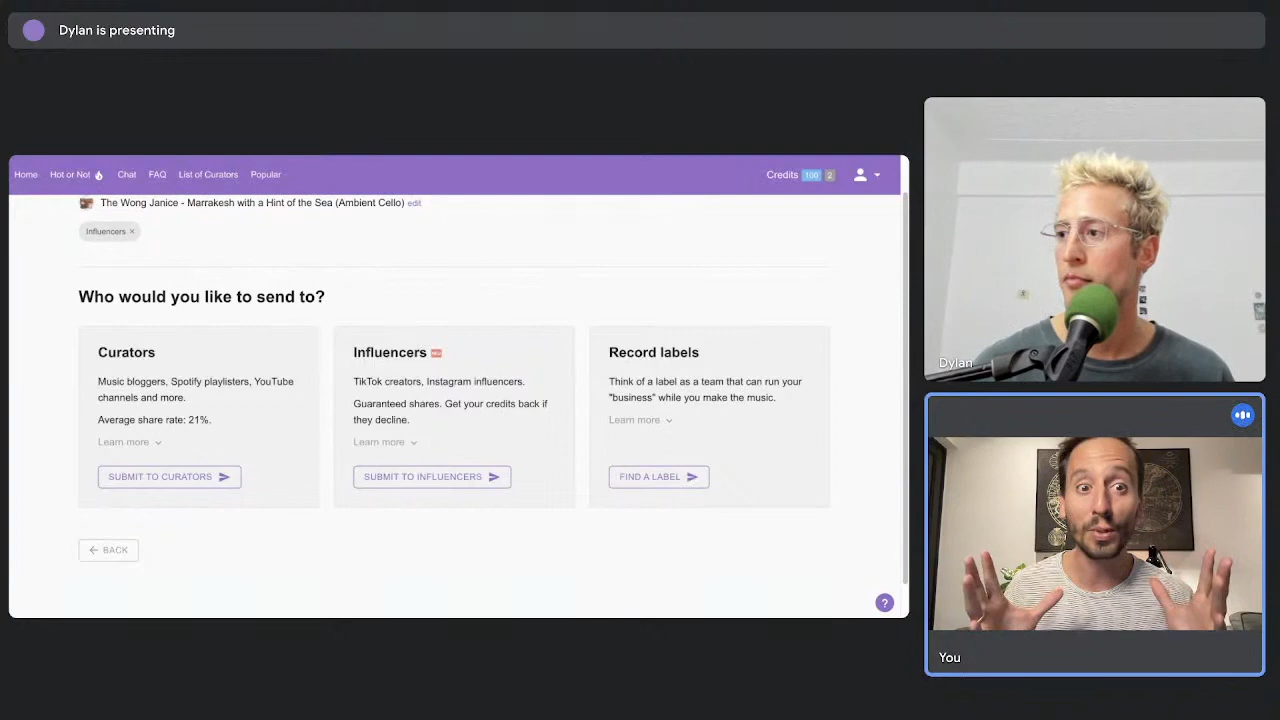 Dylan is presenting
Home Hot or Not Chat FAQ List of Curators Popular Credits 100 2
The Wong Janice - Marrakesh with a Hint of the Sea (Ambient Cello) edit
Influencers ×
Who would you like to send to?
Curators
Music bloggers, Spotify playlisters, YouTube
channels and more.
Average share rate: 21%.
Learn more
SUBMIT TO CURATORS
Influencers
TikTok creators, Instagram influencers.
Guaranteed shares. Get your credits back if
they decline.
Learn more
SUBMIT TO INFLUENCERS
Record labels
Think of a label as a team that can run your
"business" while you make the music.
Learn more
FIND A LABEL
BACK
?
Dylan
You